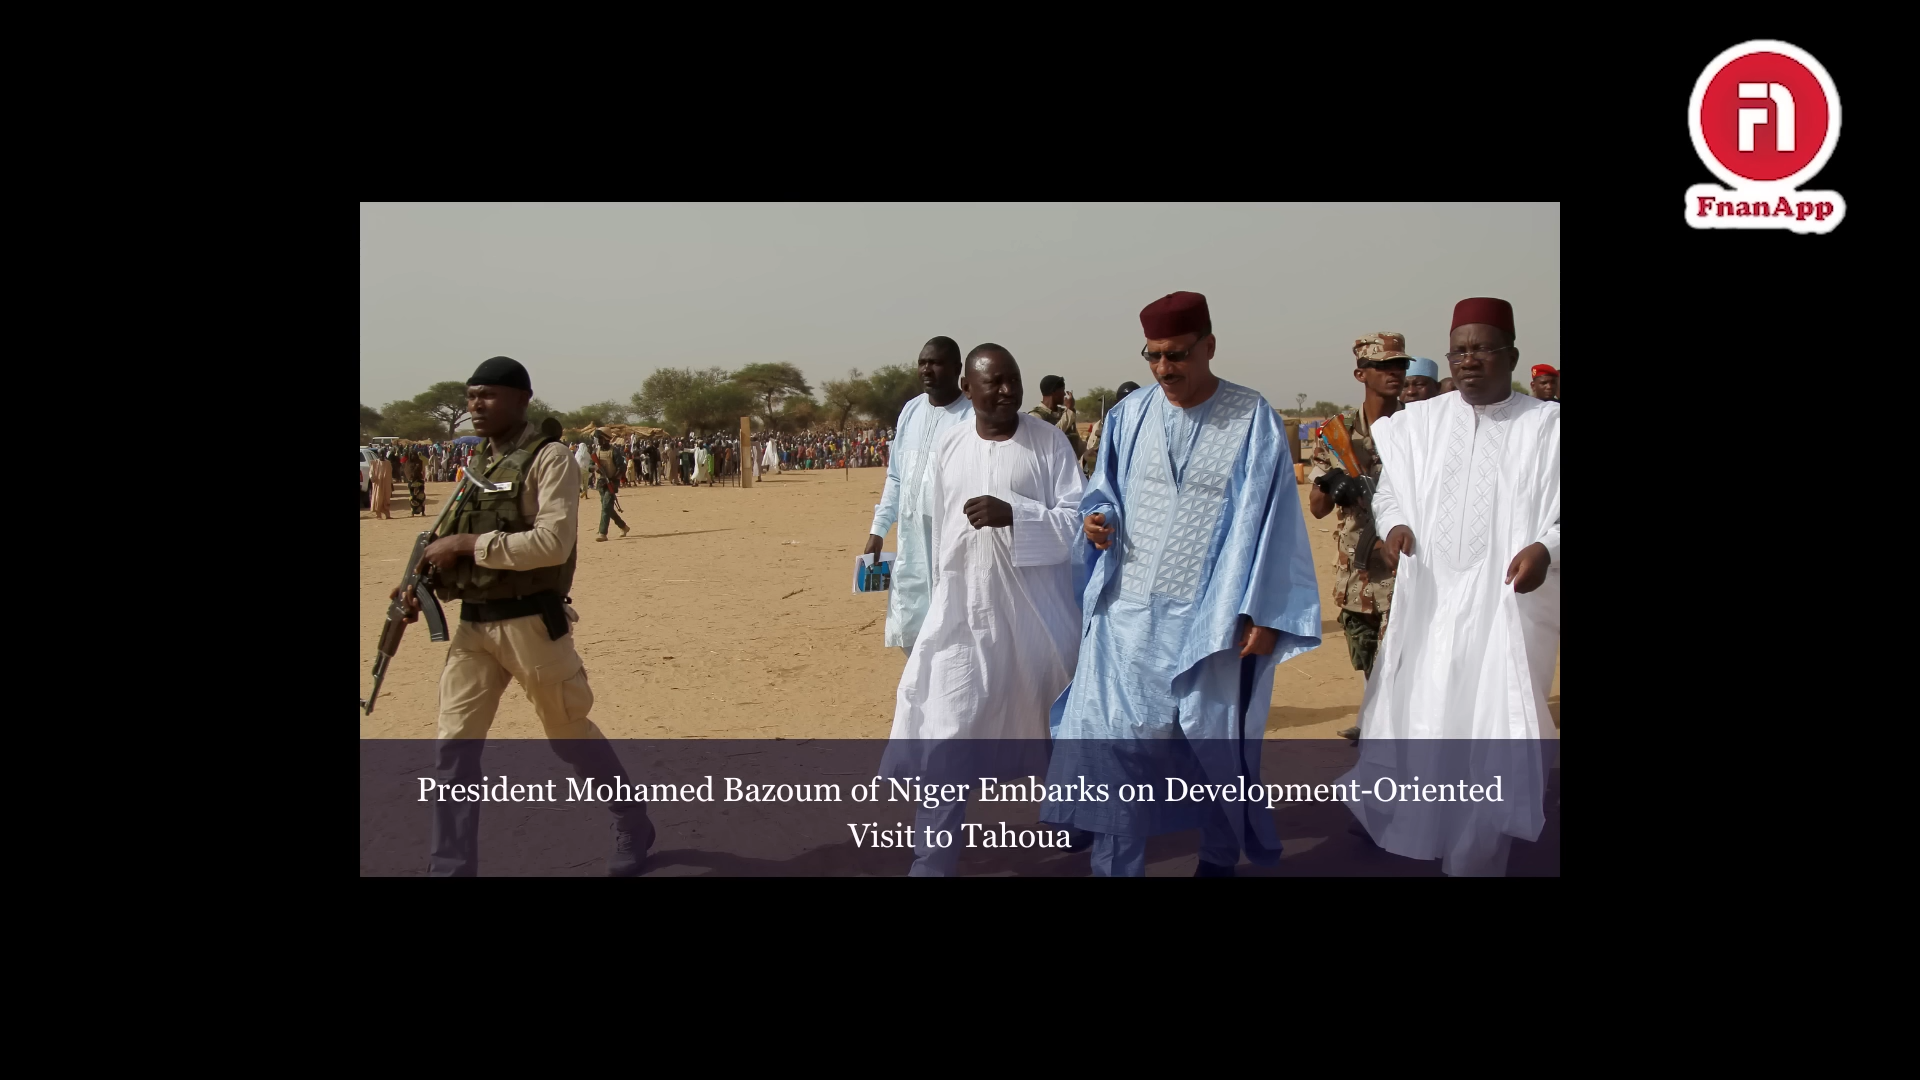 FnanApp
President Mohamed Bazoum of Niger Embarks on Development-Oriented
Visit to Tahoua